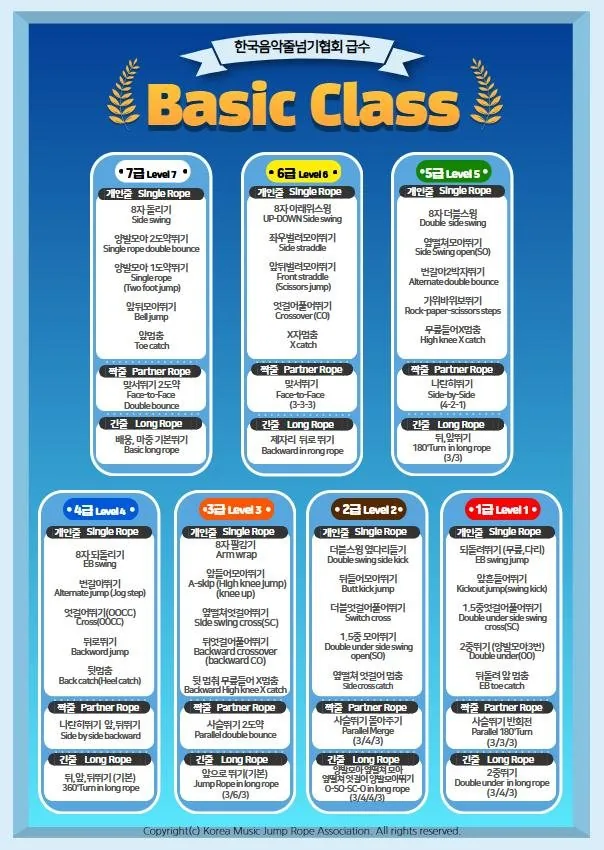 한국음악줄넘기협회 급수
Basic Class
7급 Level 7
개인줄 Single Rope
8자 돌리기
Side swing
양발모아 2도약뛰기
Single rope double bounce
양발모아 1도약뛰기
Single rope
(Two foot jump)
앞뒤모아뛰기
Bell jump
앞멈춤
Toe catch
짝줄 Partner Rope
맞서뛰기 2도약
Face-to-Face
Double bounce
긴줄 Long Rope
배웅, 마중 기본뛰기
Basic long rope
6급 Level 6
개인줄 Single Rope
8자 아래위스윙
UP-DOWN Side swing
좌우벌려모아뛰기
Side straddle
앞뒤벌려모아뛰기
Front straddle
(Scissors jump)
엇걸어풀어뛰기
Crossover (CO)
X자멈춤
X catch
짝줄 Partner Rope
맞서뛰기
Face-to-Face
(3-3-3)
긴줄 Long Rope
제자리 뒤로 뛰기
Backward in rong rope
5급 Level 5
개인줄 Single Rope
8자 더블스윙
Double side swing
옆떨쳐모아뛰기
Side Swing open(SO)
번갈아2박자뛰기
Alternate double bounce
가위바위보뛰기
Rock-paper-scissors steps
무릎들어X멈춤
High knee X catch
짝줄 Partner Rope
나란히뛰기
Side-by-Side
(4-2-1)
긴줄 Long Rope
뒤,앞뛰기
180°Turn in long rope
(3/3)
4급 Level 4
개인줄 Single Rope
8자 되돌리기
EB swing
번갈아뛰기
Alternate jump (Jog step)
엇걸어뛰기(OOCC)
Cross(OOCC)
뒤로뛰기
Backword jump
뒷멈춤
Back catch(Heel catch)
짝줄 Partner Rope
나란히뛰기 앞,뒤뛰기
Side by side backward
긴줄 Long Rope
뒤,앞,뒤뛰기 (기본)
360°Turn in long rope
3급 Level 3
개인줄 Single Rope
8자 팔감기
Arm wrap
앞들어모아뛰기
A-skip (High knee jump)
(knee up)
옆떨쳐엇걸어뛰기
Side swing cross(SC)
뒤엇걸어풀어뛰기
Backward crossover
(backward CO)
뒷 멈춰 무릎들어 X멈춤
Backward High knee X catch
짝줄 Partner Rope
사슬뛰기 2도약
Parallel double bounce
긴줄 Long Rope
앞으로 뛰기(기본)
Jump Rope in long rope
(3/6/3)
2급 Level 2
개인줄 Single Rope
더블스윙 옆다리들기
Double swing side kick
뒤들어모아뛰기
Butt kick jump
더블엇걸어풀어뛰기
Switch cross
1.5중 모아뛰기
Double under side swing
open(SO)
옆떨쳐 엇걸어 멈춤
Side cross catch
짝줄 Partner Rope
사슬뛰기 몰아주기
Parallel Merge
(3/4/3)
긴줄 Long Rope
양발모아 옆떨쳐 모아
옆떨쳐 엇걸어 양발모아뛰기
O-SO-SC-O in long rope
(3/4/4/3)
1급 Level 1
개인줄 Single Rope
되돌려뛰기 (무릎,다리)
EB swing jump
앞흔들어뛰기
Kickout jump(swing kick)
1.5중엇걸어풀어뛰기
Double under side swing
cross(SC)
2중뛰기 (양발모아3번)
Double under(OO)
뒤돌려 앞 멈춤
EB toe catch
짝줄 Partner Rope
사슬뛰기 반회전
Parallel 180°Turn
(3/3/3)
긴줄 Long Rope
2중뛰기
Double under in long rope
(3/4/3)
Copyright(c) Korea Music Jump Rope Association. All rights reserved.